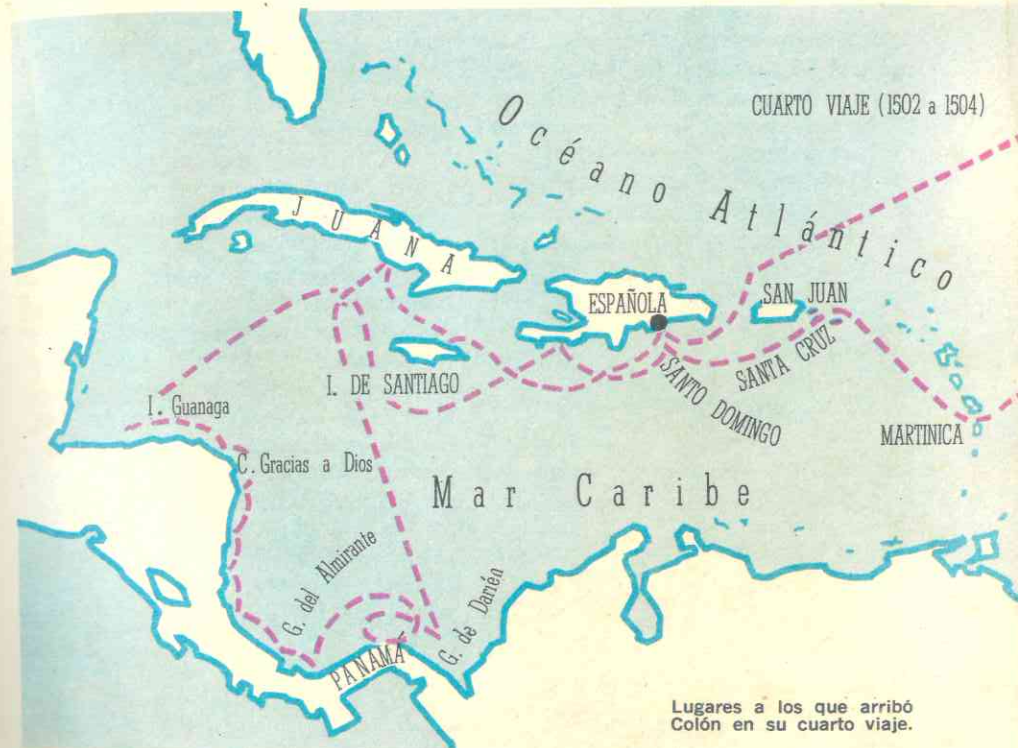 CUARTO VIAJE (1502 a 1504)
Océano Atlántico
JUANA
ESPAÑOLA
SAN JUAN
I. DE SANTIAGO
SANTO DOMINGO
SANTA CRUZ
MARTINICA
I. Guanaga
C. Gracias a Dios
Mar Caribe
G. del Almirante
G. de Darién
PANAMÁ
Lugares a los que arribó
Colón en su cuarto viaje.